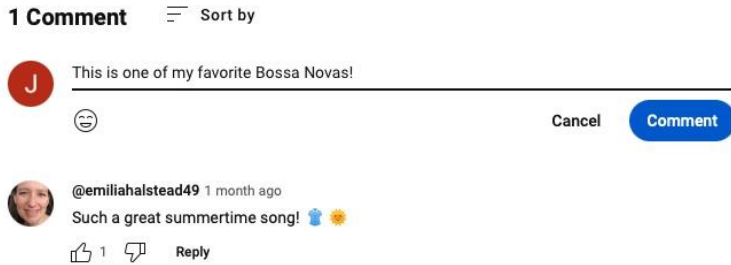 1 Comment Sort by
J This is one of my favorite Bossa Novas!
Cancel Comment
@emiliahalstead49 1 month ago
Such a great summertime song! 👚 🌞
1 Reply